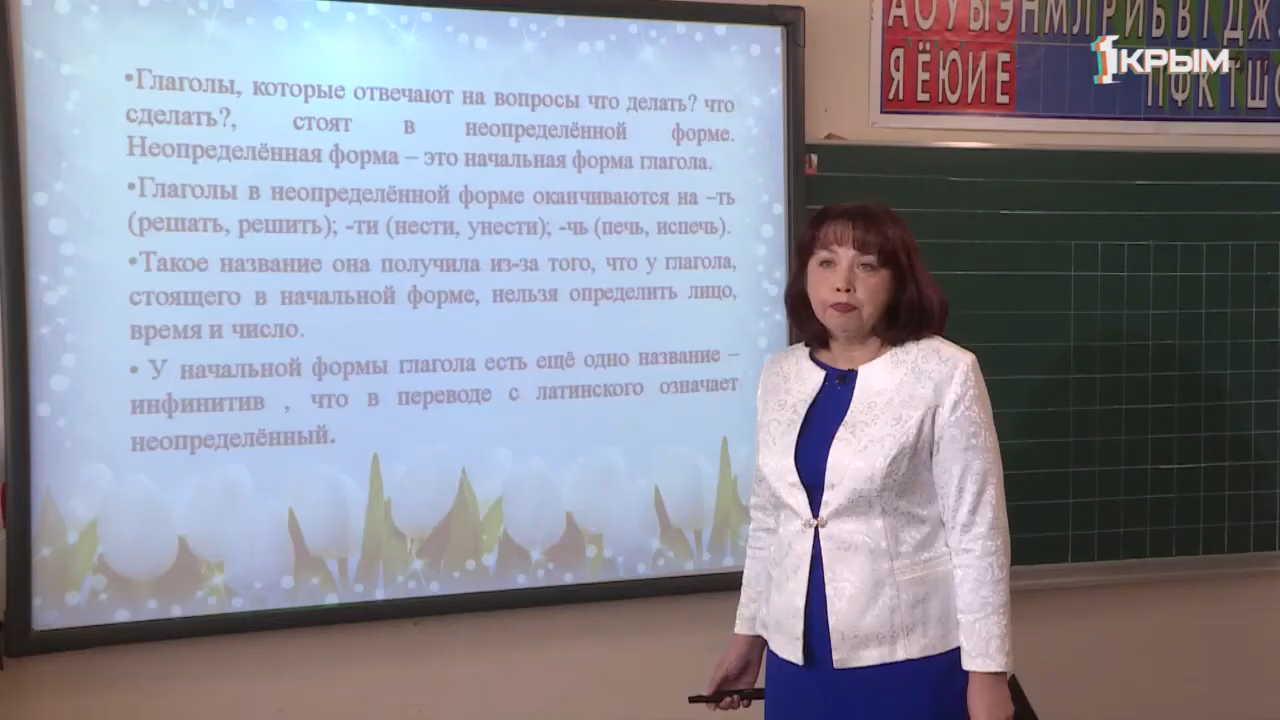 АОУЫЭНМЛРЙБВГДЖ
ЯЁЮИЕ ПФКТШС
1КРЫМ
•Глаголы, которые отвечают на вопросы что делать? что
сделать?, стоят в неопределённой форме.
Неопределённая форма – это начальная форма глагола.
•Глаголы в неопределённой форме оканчиваются на –ть
(решать, решить); -ти (нести, унести); -чь (печь, испечь).
•Такое название она получила из-за того, что у глагола,
стоящего в начальной форме, нельзя определить лицо,
время и число.
• У начальной формы глагола есть ещё одно название –
инфинитив , что в переводе с латинского означает
неопределённый.